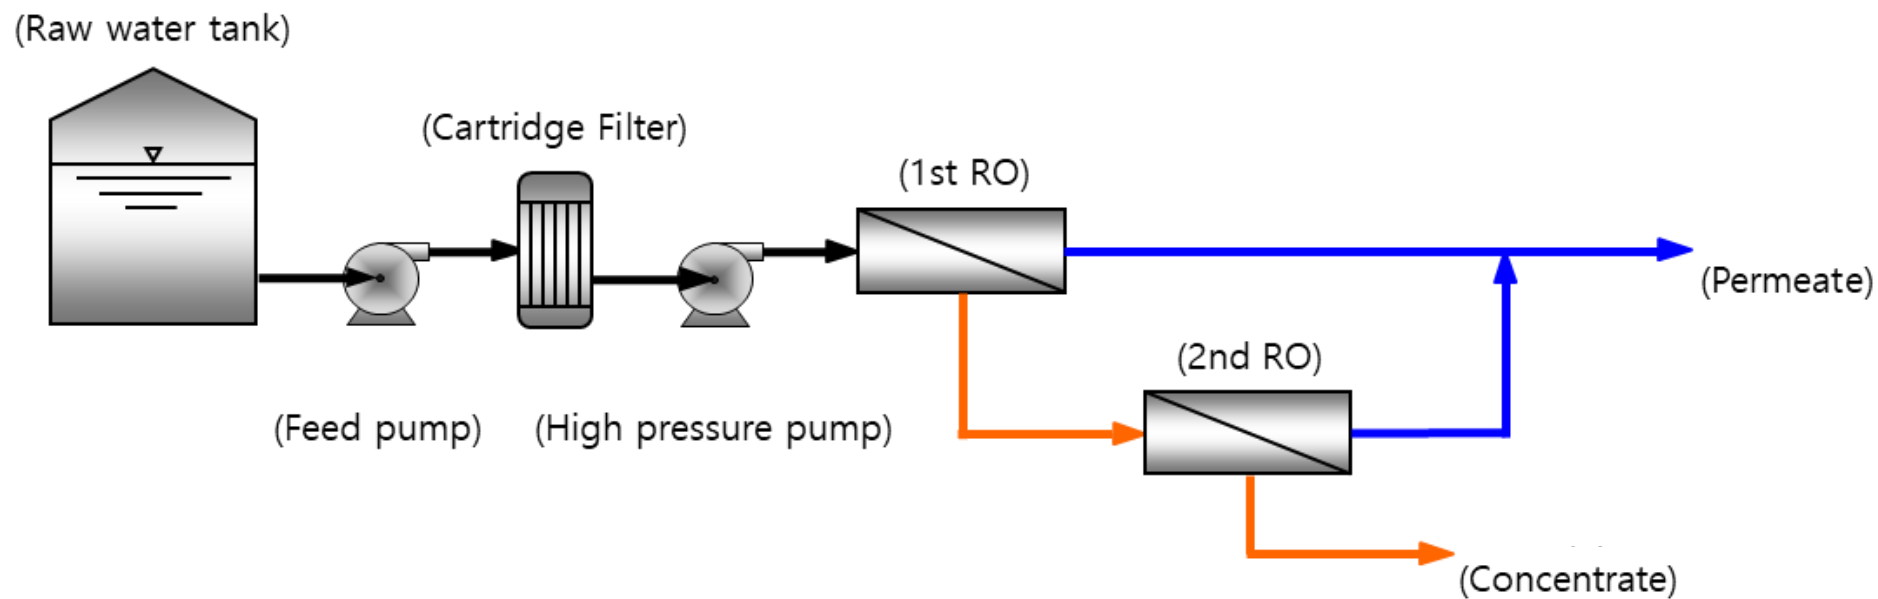 (Raw water tank)
(Cartridge Filter)
(1st RO)
(Permeate)
(2nd RO)
(Feed pump)
(High pressure pump)
(Concentrate)